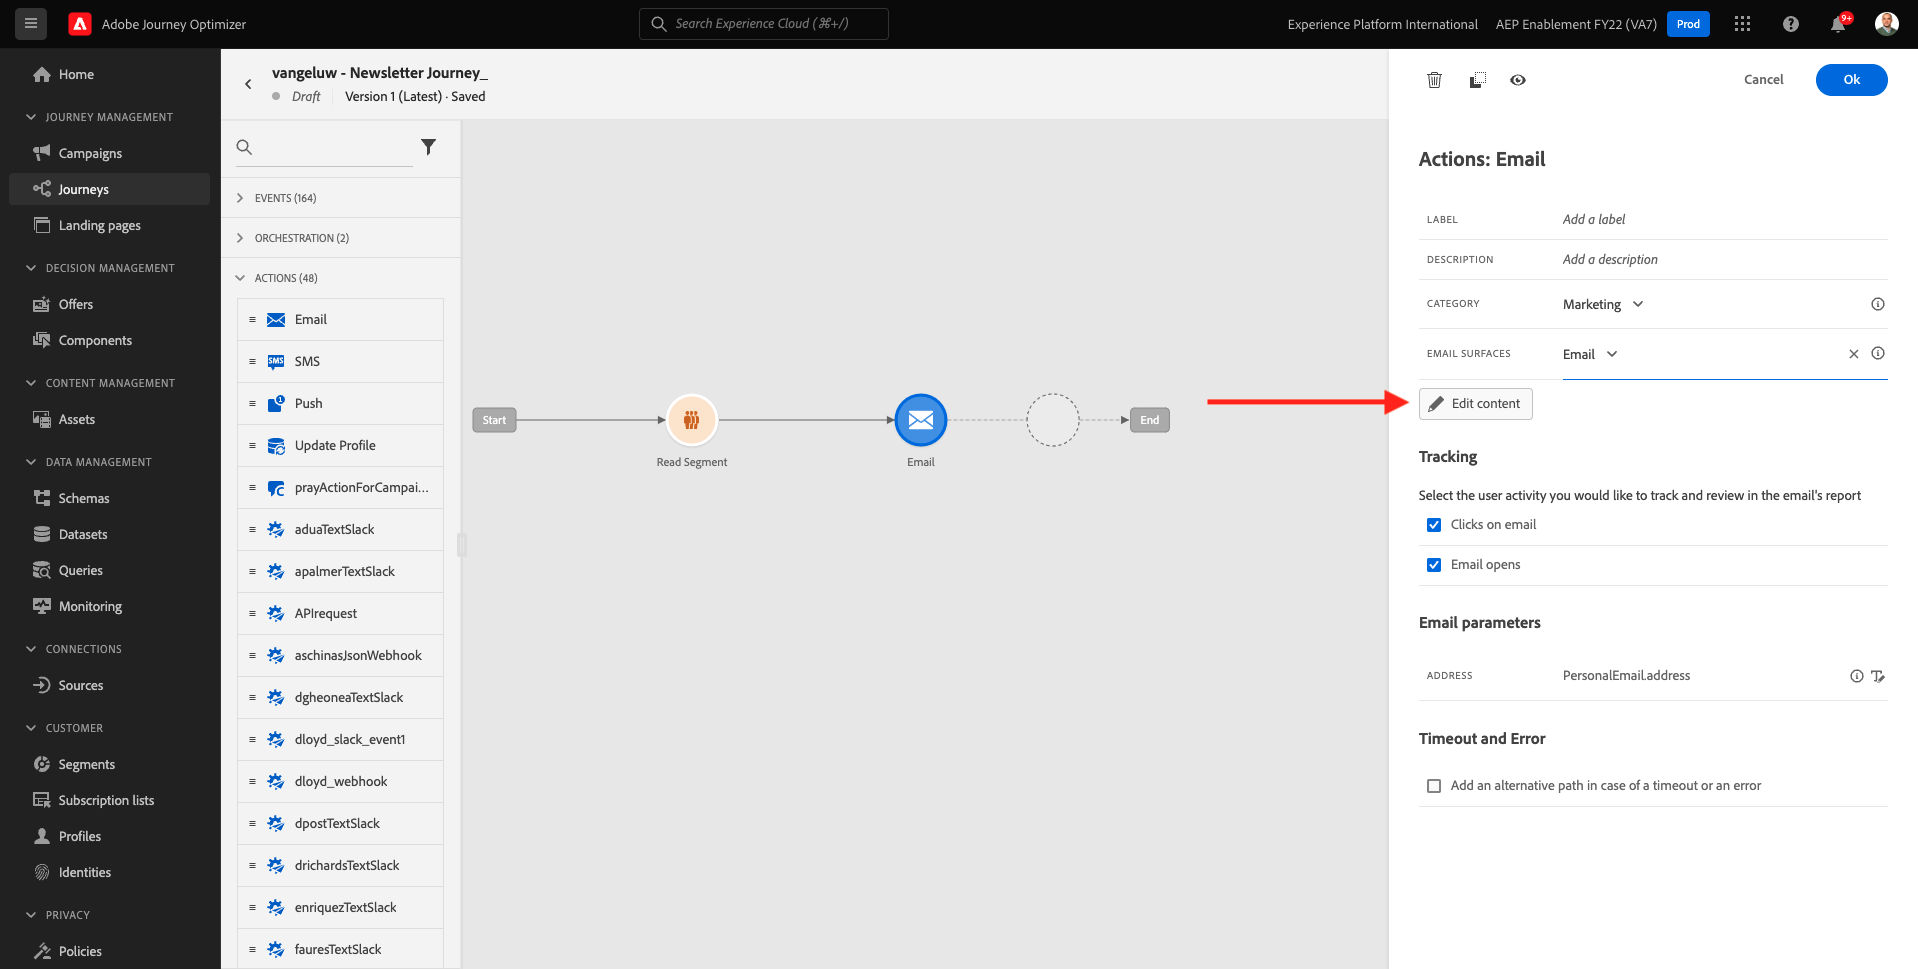 Adobe Journey Optimizer
Search Experience Cloud (⌘+/)
Experience Platform International
AEP Enablement FY22 (VA7)
Prod
9+
Home
JOURNEY MANAGEMENT
Campaigns
Journeys
Landing pages
DECISION MANAGEMENT
Offers
Components
CONTENT MANAGEMENT
Assets
DATA MANAGEMENT
Schemas
Datasets
Queries
Monitoring
CONNECTIONS
Sources
CUSTOMER
Segments
Subscription lists
Profiles
Identities
PRIVACY
Policies
vangeluw - Newsletter Journey_
Draft
Version 1 (Latest) · Saved
EVENTS (164)
ORCHESTRATION (2)
ACTIONS (48)
Email
SMS
SMS
Push
Update Profile
prayActionForCampai...
aduaTextSlack
apalmerTextSlack
APIrequest
aschinasJsonWebhook
dgheoneaTextSlack
dloyd_slack_event1
dloyd_webhook
dpostTextSlack
drichardsTextSlack
enriquezTextSlack
fauresTextSlack
Start
Read Segment
Email
End
Cancel
Ok
Actions: Email
LABEL
Add a label
DESCRIPTION
Add a description
CATEGORY
Marketing
EMAIL SURFACES
Email
Edit content
Tracking
Select the user activity you would like to track and review in the email's report
Clicks on email
Email opens
Email parameters
ADDRESS
PersonalEmail.address
Timeout and Error
Add an alternative path in case of a timeout or an error